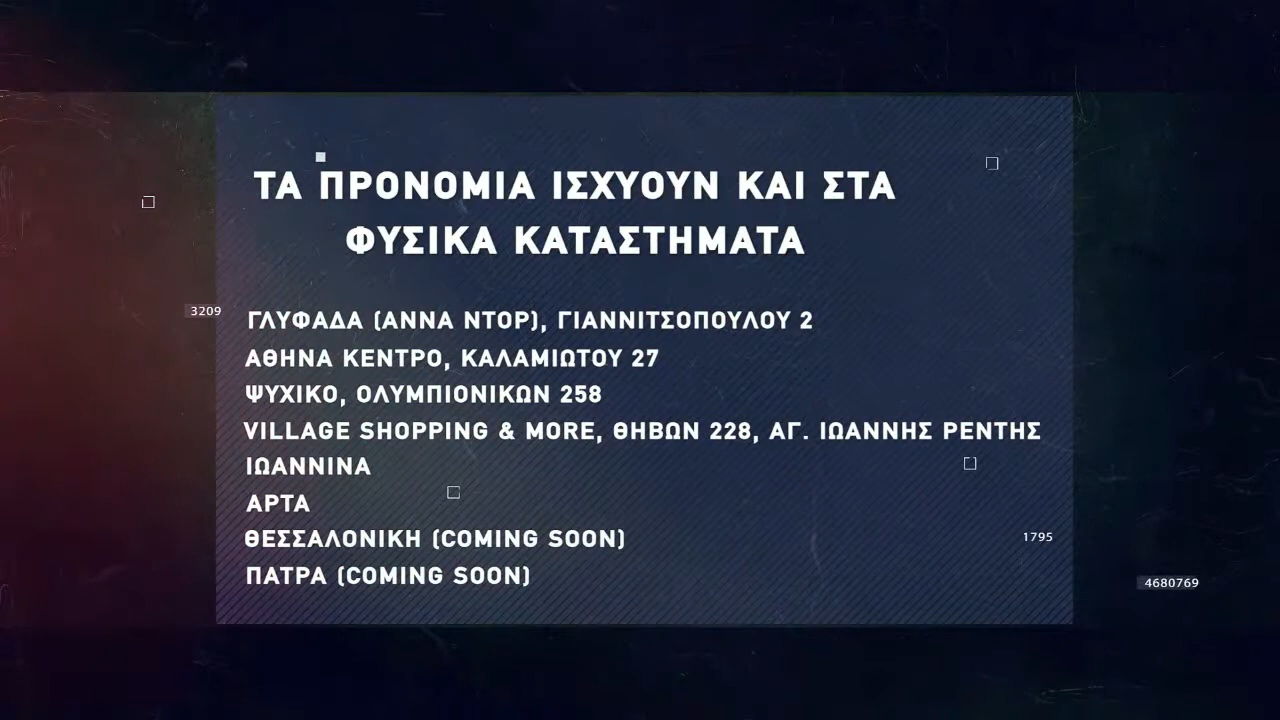 ΤΑ ΠΡΟΝΟΜΙΑ ΙΣΧΥΟΥΝ ΚΑΙ ΣΤΑ
ΦΥΣΙΚΑ ΚΑΤΑΣΤΗΜΑΤΑ
3209
ΓΛΥΦΑΔΑ (ΑΝΝΑ ΝΤΟΡ), ΓΙΑΝΝΙΤΣΟΠΟΥΛΟΥ 2
ΑΘΗΝΑ ΚΕΝΤΡΟ, ΚΑΛΑΜΙΩΤΟΥ 27
ΨΥΧΙΚΟ, ΟΛΥΜΠΙΟΝΙΚΩΝ 258
VILLAGE SHOPPING & MORE, ΘΗΒΩΝ 228, ΑΓ. ΙΩΑΝΝΗΣ ΡΕΝΤΗΣ
ΙΩΑΝΝΙΝΑ
ΑΡΤΑ
ΘΕΣΣΑΛΟΝΙΚΗ (COMING SOON)
1795
ΠΑΤΡΑ (COMING SOON)
4680769